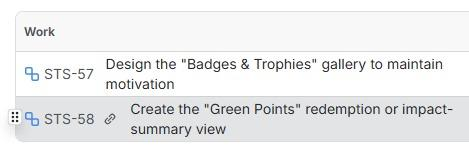 Work
STS-57 Design the "Badges & Trophies" gallery to maintain
motivation
STS-58 Create the "Green Points" redemption or impact-
summary view